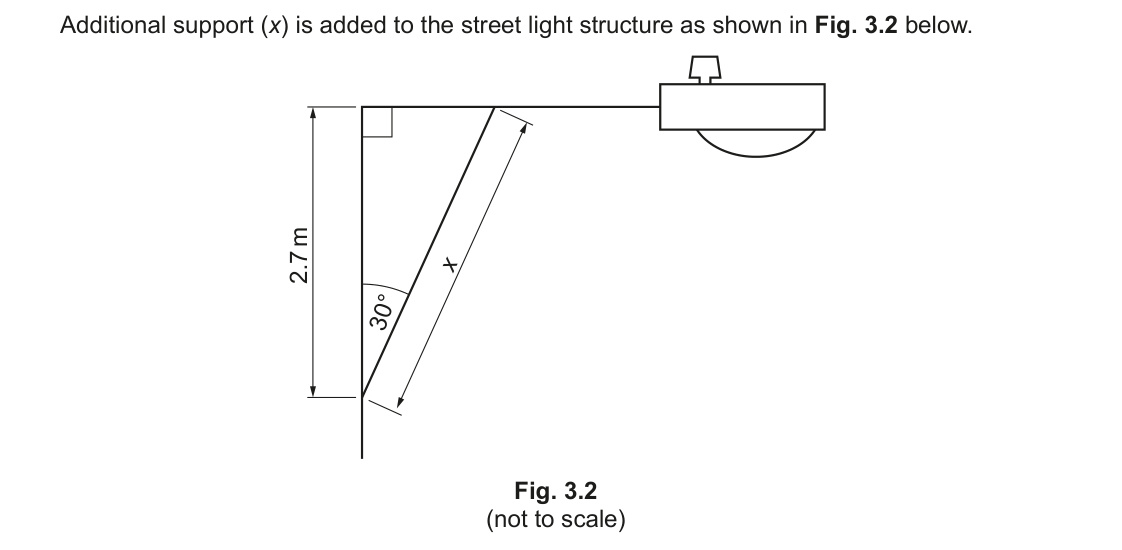 Additional support (x) is added to the street light structure as shown in Fig. 3.2 below.
2.7 m
x
30°
Fig. 3.2
(not to scale)